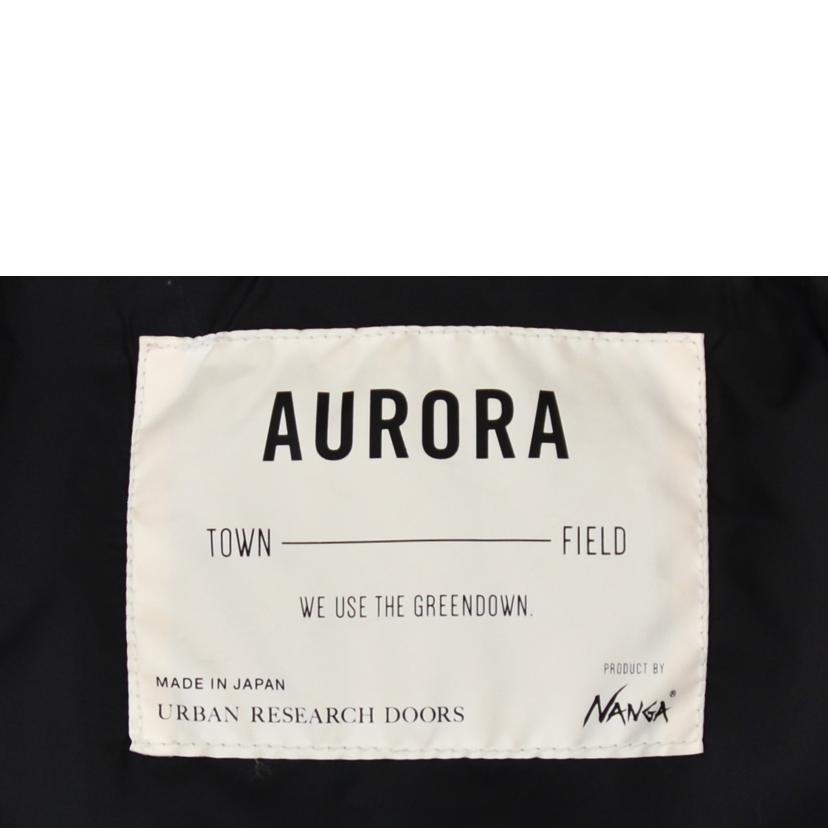 AURORA
TOWN FIELD
WE USE THE GREENDOWN.
PRODUCT BY
MADE IN JAPAN
URBAN RESEARCH DOORS
NANGA®